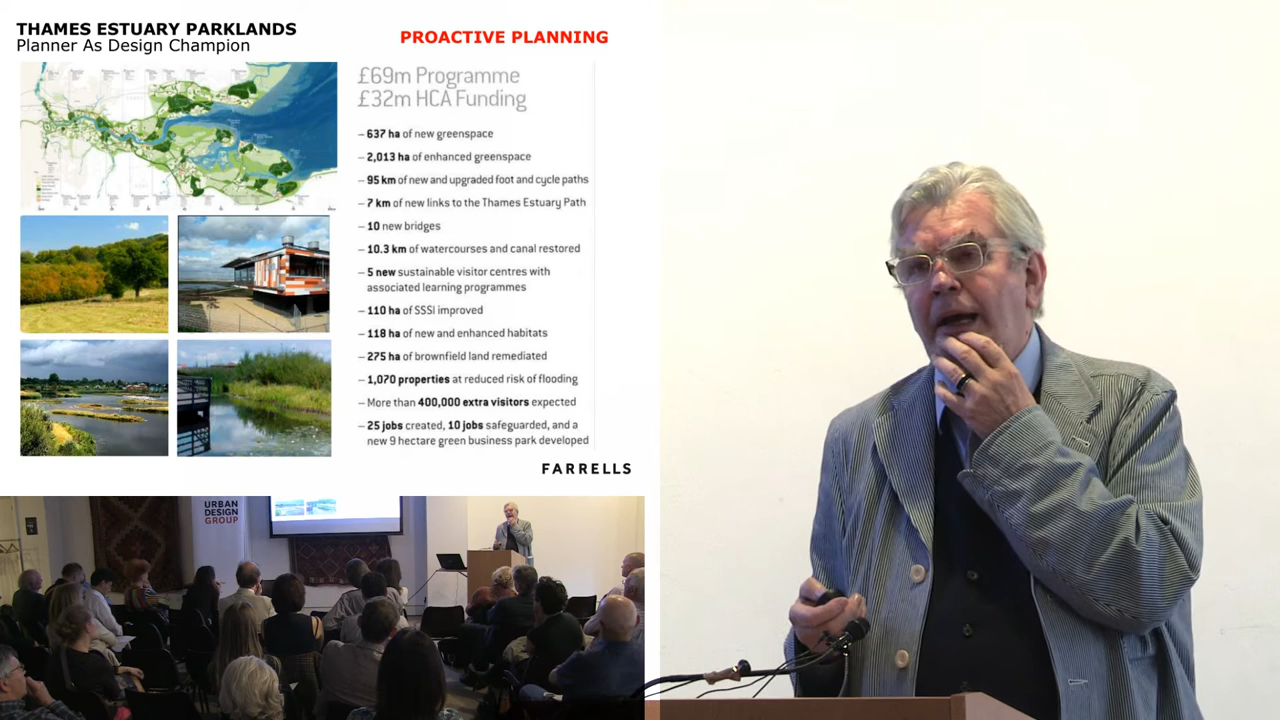 THAMES ESTUARY PARKLANDS
Planner As Design Champion
PROACTIVE PLANNING
£69m Programme
£32m HCA Funding
– 637 ha of new greenspace
– 2,013 ha of enhanced greenspace
– 95 km of new and upgraded foot and cycle paths
– 7 km of new links to the Thames Estuary Path
– 10 new bridges
– 10.3 km of watercourses and canal restored
– 5 new sustainable visitor centres with
associated learning programmes
– 110 ha of SSSI improved
– 118 ha of new and enhanced habitats
– 275 ha of brownfield land remediated
– 1,070 properties at reduced risk of flooding
– More than 400,000 extra visitors expected
– 25 jobs created, 10 jobs safeguarded, and a
new 9 hectare green business park developed
FARRELLS
URBAN
DESIGN
GROUP